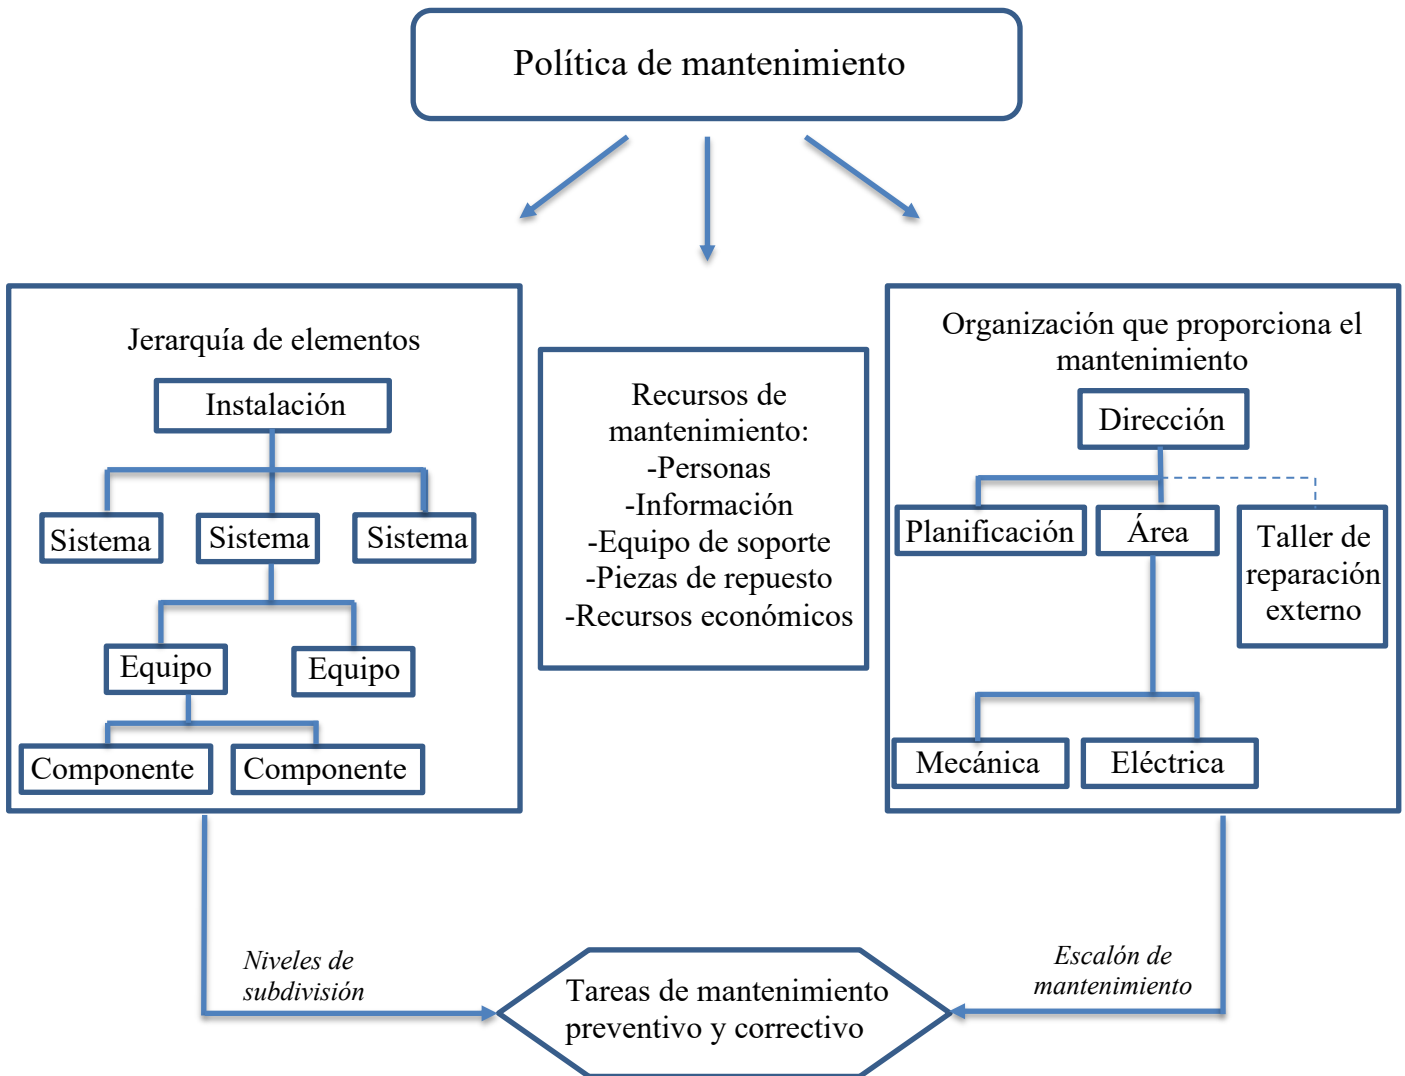 Política de mantenimiento
Jerarquía de elementos
Instalación
Sistema
Sistema
Sistema
Equipo
Equipo
Componente
Componente
Recursos de
mantenimiento:
-Personas
-Información
-Equipo de soporte
-Piezas de repuesto
-Recursos económicos
Organización que proporciona el
mantenimiento
Dirección
Planificación
Área
Taller de
reparación
externo
Mecánica
Eléctrica
Niveles de
subdivisión
Escalón de
mantenimiento
Tareas de mantenimiento
preventivo y correctivo